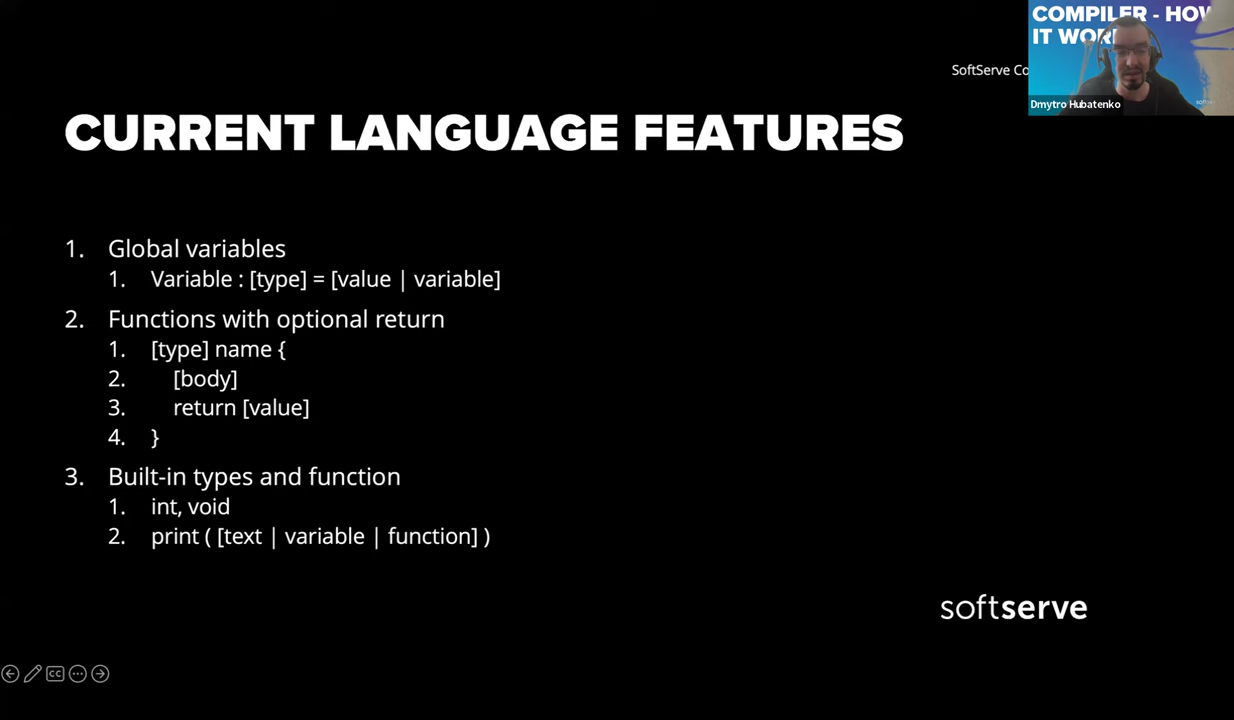 COMPILER - HOW
IT WOR
SoftServe Co
Dmytro Hubatenko
CURRENT LANGUAGE FEATURES
1. Global variables
1. Variable : [type] = [value | variable]
2. Functions with optional return
1. [type] name {
2. [body]
3. return [value]
4. }
3. Built-in types and function
1. int, void
2. print ( [text | variable | function] )
softserve
CC